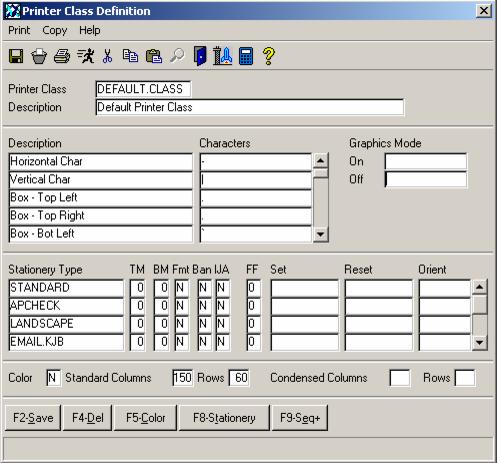 Printer Class Definition
Print Copy Help
Printer Class DEFAULT.CLASS
Description Default Printer Class
Description Characters Graphics Mode
Horizontal Char - On
Vertical Char | Off
Box - Top Left .
Box - Top Right .
Box - Bot Left `
Stationery Type TM BM Fmt Ban IJA FF Set Reset Orient
STANDARD 0 0 N N N 0
APCHECK 0 0 N N N 0
LANDSCAPE 0 0 N N N 0
EMAIL.KJB 0 0 N N N 0
Color N Standard Columns 150 Rows 60 Condensed Columns Rows
F2-Save F4-Del F5-Color F8-Stationery F9-Seq+